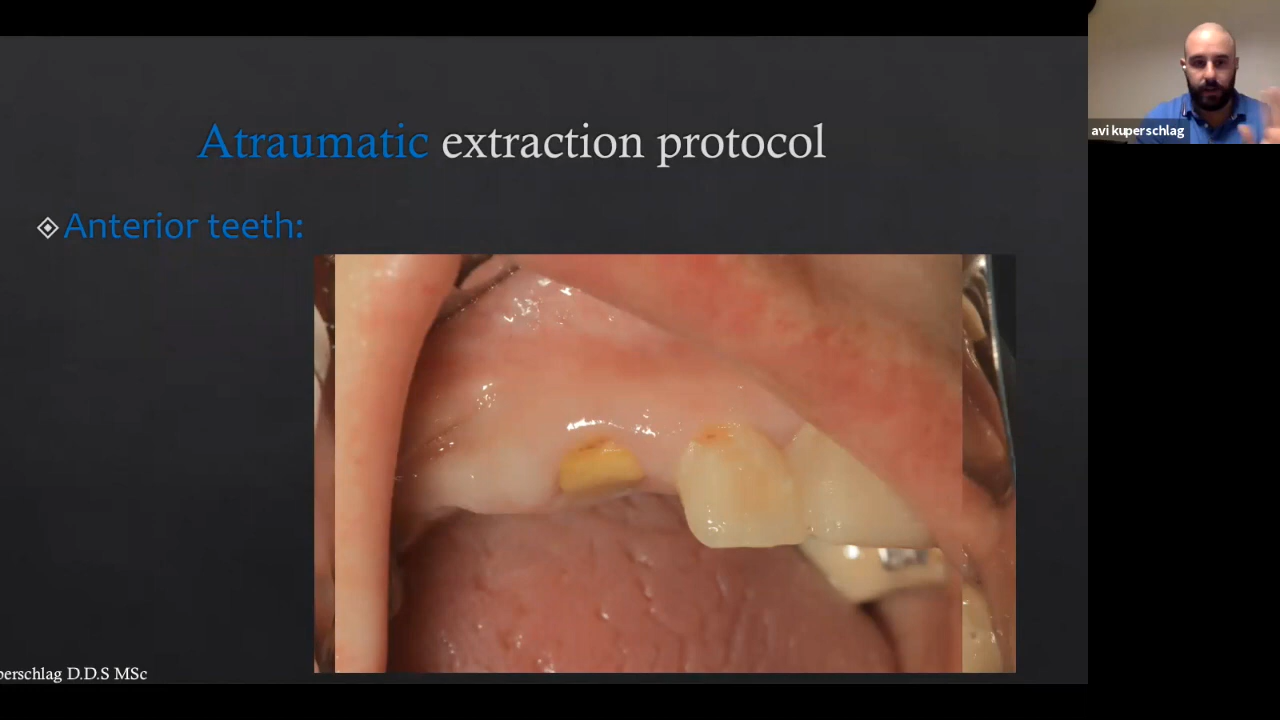 Atraumatic extraction protocol
Anterior teeth:
avi kuperschlag
perschlag D.D.S MSc